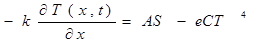 − k ∂T(x,t)/∂x = AS − eCT⁴